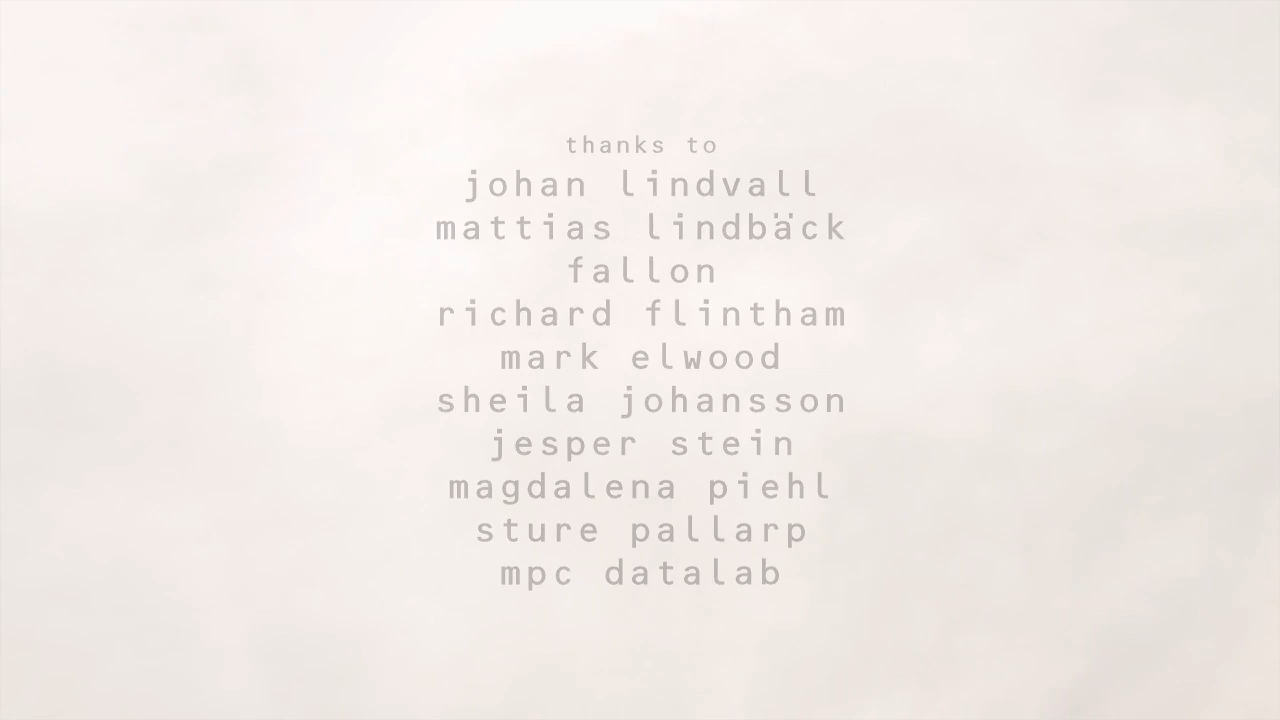 thanks to
johan lindvall
mattias lindbäck
fallon
richard flintham
mark elwood
sheila johansson
jesper stein
magdalena piehl
sture pallarp
mpc datalab